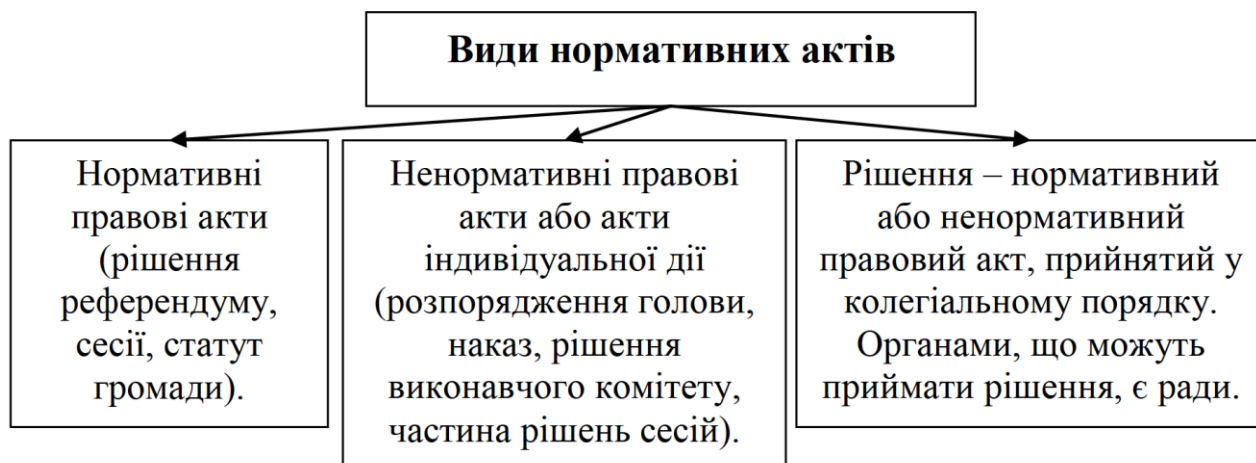 Види нормативних актів
Нормативні
правові акти
(рішення
референдуму,
сесії, статут
громади).
Ненормативні правові
акти або акти
індивідуальної дії
(розпорядження голови,
наказ, рішення
виконавчого комітету,
частина рішень сесій).
Рішення – нормативний
або ненормативний
правовий акт, прийнятий у
колегіальному порядку.
Органами, що можуть
приймати рішення, є ради.